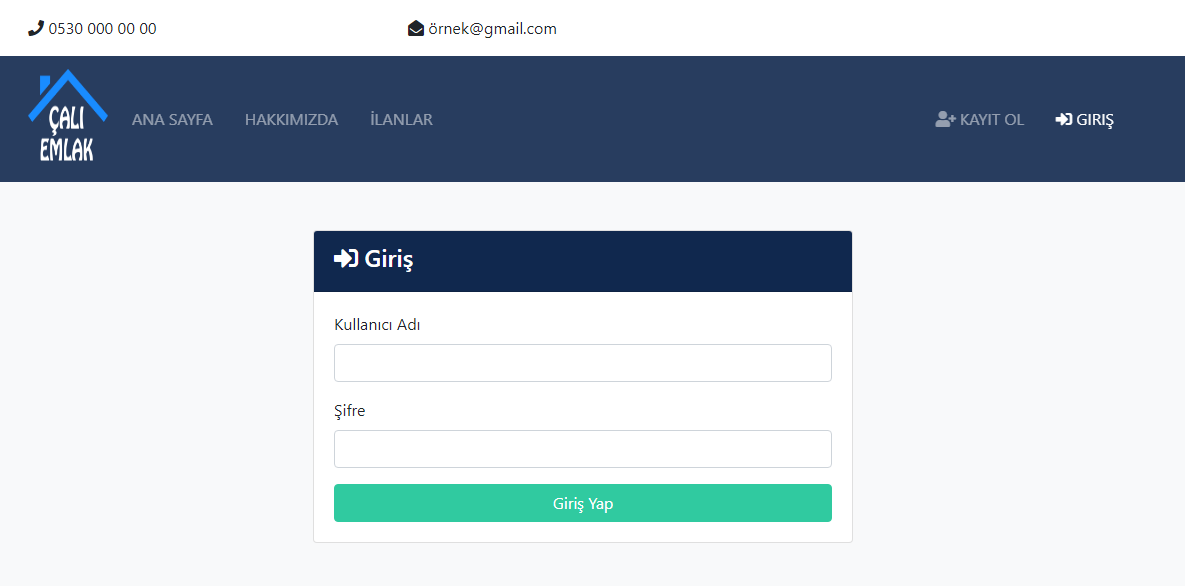 0530 000 00 00
örnek@gmail.com
ÇALI
EMLAK
ANA SAYFA
HAKKIMIZDA
İLANLAR
KAYIT OL
GIRIŞ
Giriş
Kullanıcı Adı
Şifre
Giriş Yap